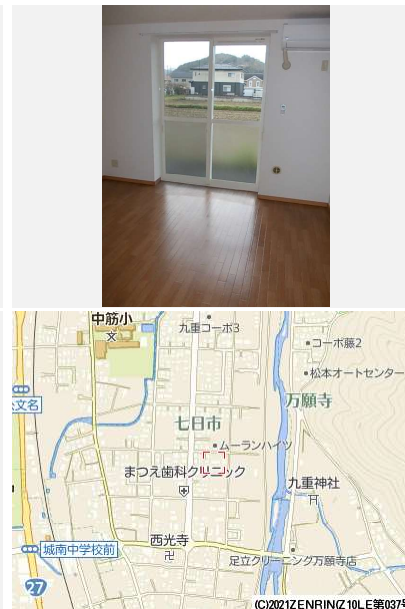 中筋小
九重コーポ3
コーポ藤2
松本オートセンター
公文名
万願寺
七日市
ムーランハイツ
まつえ歯科クリニック
九重神社
西光寺
城南中学校前
足立クリーニング万願寺店
27
(C)2021ZENRIN(Z10LE第037号